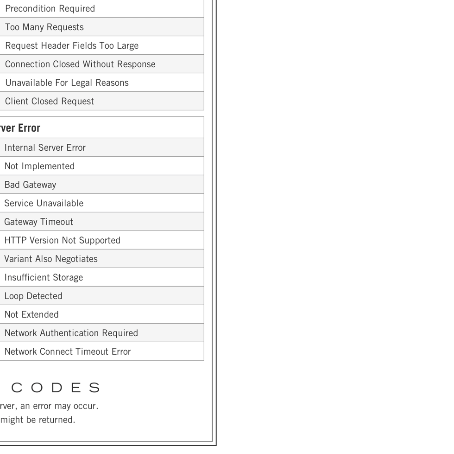 Precondition Required
Too Many Requests
Request Header Fields Too Large
Connection Closed Without Response
Unavailable For Legal Reasons
Client Closed Request
ver Error
Internal Server Error
Not Implemented
Bad Gateway
Service Unavailable
Gateway Timeout
HTTP Version Not Supported
Variant Also Negotiates
Insufficient Storage
Loop Detected
Not Extended
Network Authentication Required
Network Connect Timeout Error
CODES
rver, an error may occur.
might be returned.